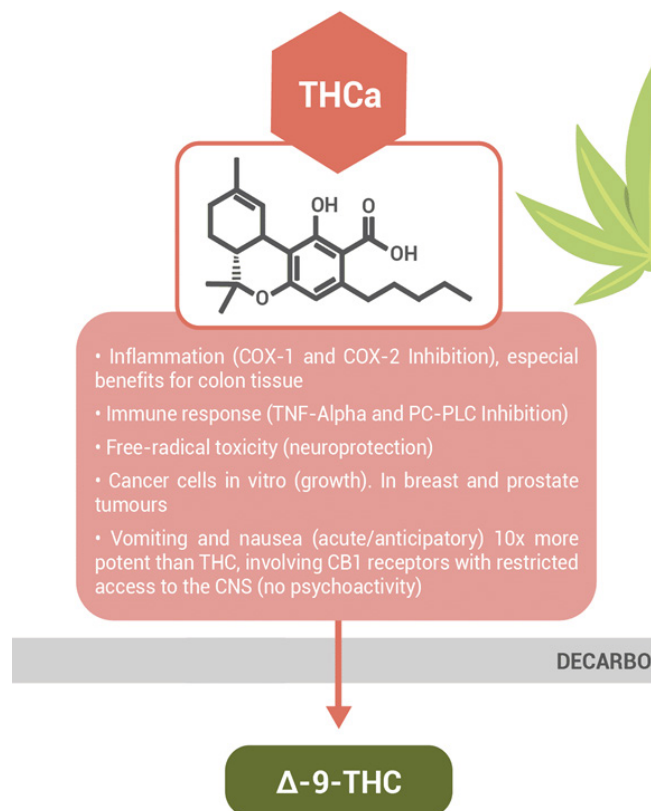 THCa
OH
O
OH
O
• Inflammation (COX-1 and COX-2 Inhibition), especial
benefits for colon tissue
• Immune response (TNF-Alpha and PC-PLC Inhibition)
• Free-radical toxicity (neuroprotection)
• Cancer cells in vitro (growth). In breast and prostate
tumours
• Vomiting and nausea (acute/anticipatory) 10x more
potent than THC, involving CB1 receptors with restricted
access to the CNS (no psychoactivity)
DECARBO
Δ-9-THC